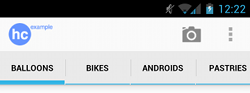 12:22
hc example
BALLOONS BIKES ANDROIDS PASTRIES